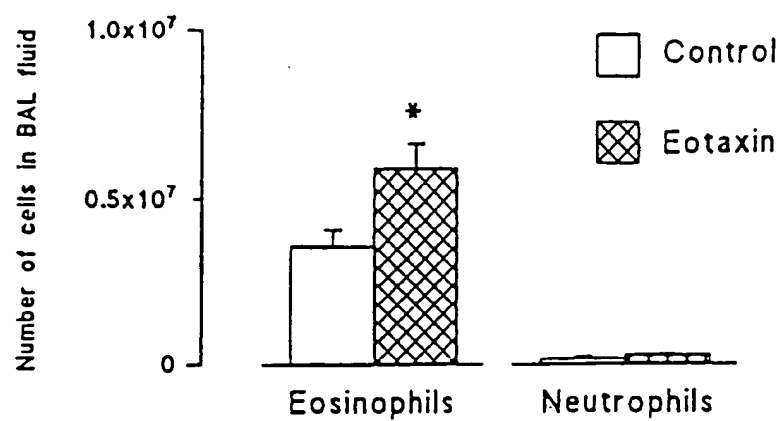 Number of cells in BAL fluid
1.0x10⁷
0.5x10⁷
0
*
Control
Eotaxin
Eosinophils
Neutrophils